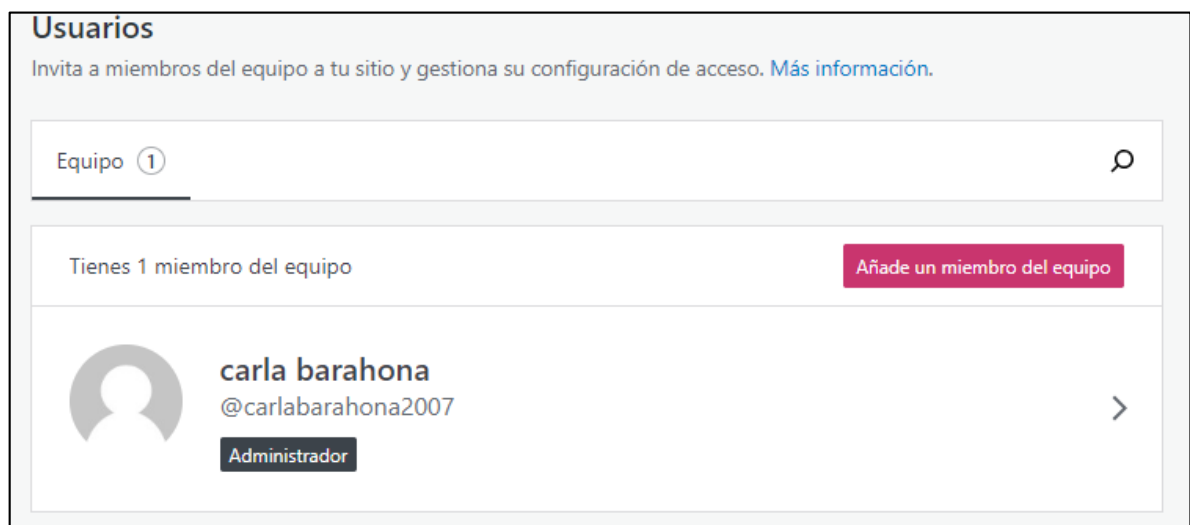 Usuarios
Invita a miembros del equipo a tu sitio y gestiona su configuración de acceso. Más información.
Equipo 1
Tienes 1 miembro del equipo
Añade un miembro del equipo
carla barahona
@carlabarahona2007
Administrador